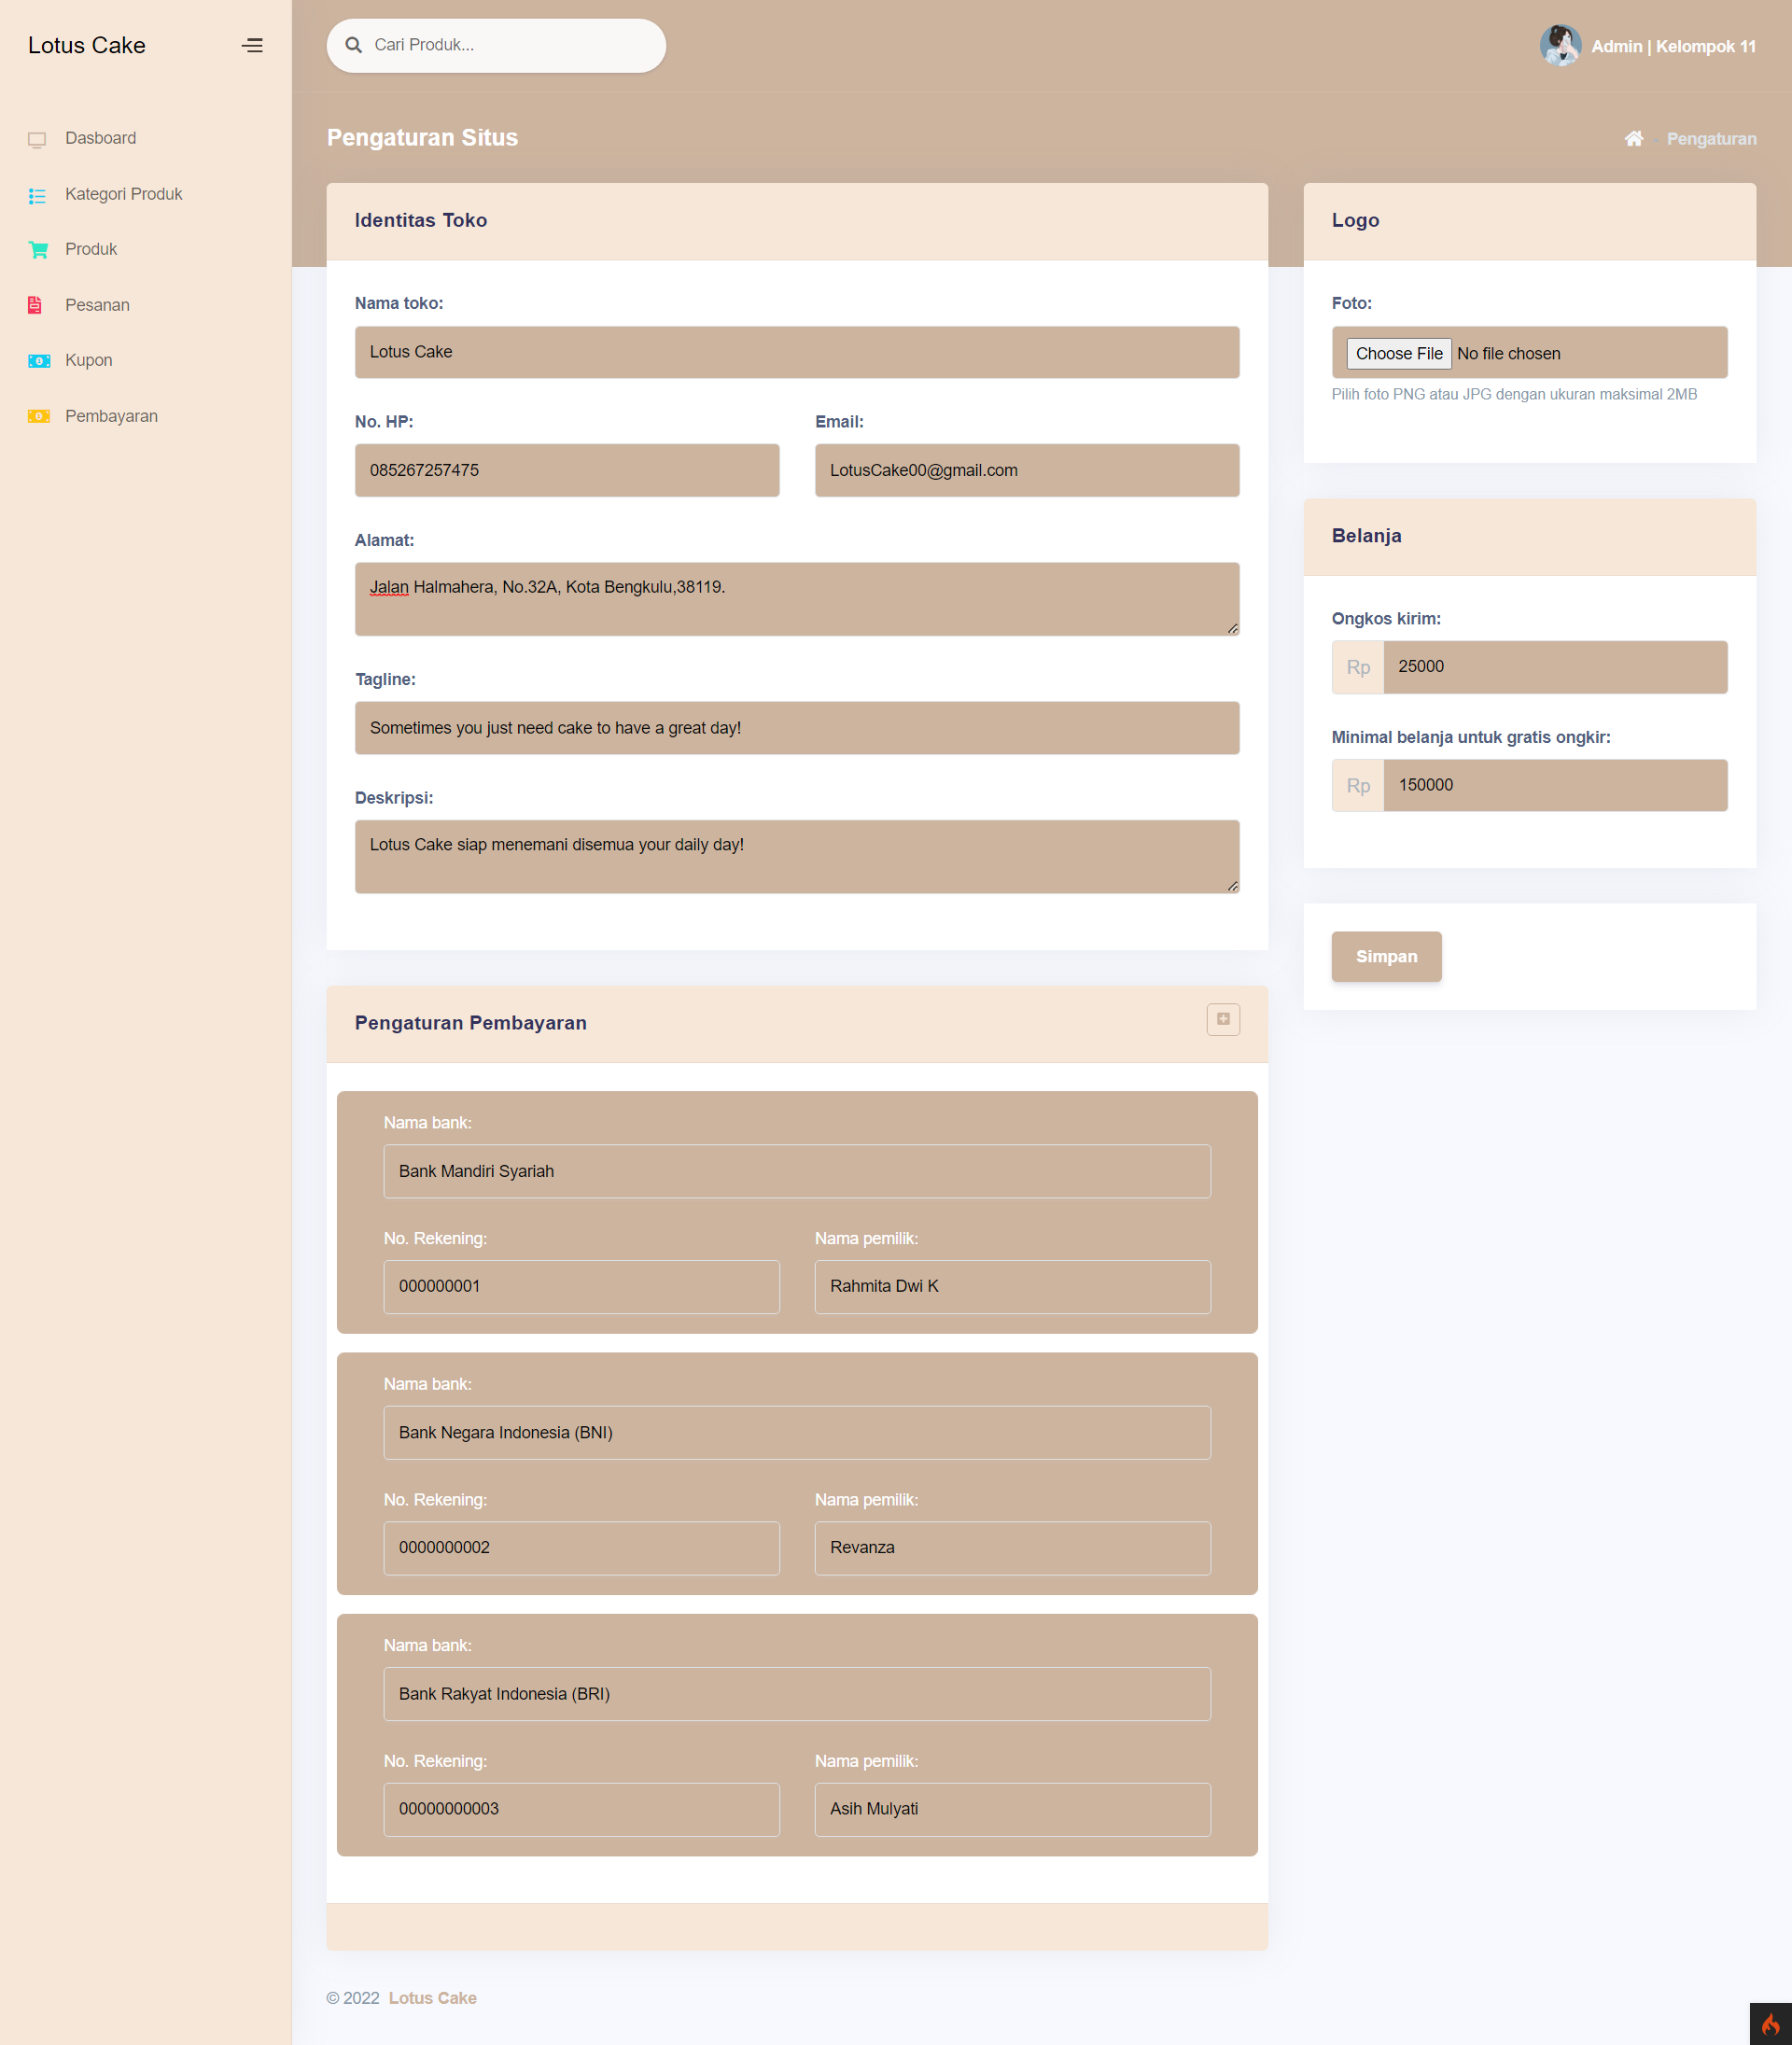 Lotus Cake
Dasboard
Kategori Produk
Produk
Pesanan
Kupon
Pembayaran
Cari Produk...
Admin | Kelompok 11
Pengaturan Situs
- Pengaturan
Identitas Toko
Nama toko:
Lotus Cake
No. HP:
Email:
085267257475
LotusCake00@gmail.com
Alamat:
Jalan Halmahera, No.32A, Kota Bengkulu,38119.
Tagline:
Sometimes you just need cake to have a great day!
Deskripsi:
Lotus Cake siap menemani disemua your daily day!
Logo
Foto:
Choose File No file chosen
Pilih foto PNG atau JPG dengan ukuran maksimal 2MB
Belanja
Ongkos kirim:
Rp 25000
Minimal belanja untuk gratis ongkir:
Rp 150000
Simpan
Pengaturan Pembayaran
Nama bank:
Bank Mandiri Syariah
No. Rekening:
Nama pemilik:
000000001
Rahmita Dwi K
Nama bank:
Bank Negara Indonesia (BNI)
No. Rekening:
Nama pemilik:
0000000002
Revanza
Nama bank:
Bank Rakyat Indonesia (BRI)
No. Rekening:
Nama pemilik:
00000000003
Asih Mulyati
© 2022 Lotus Cake